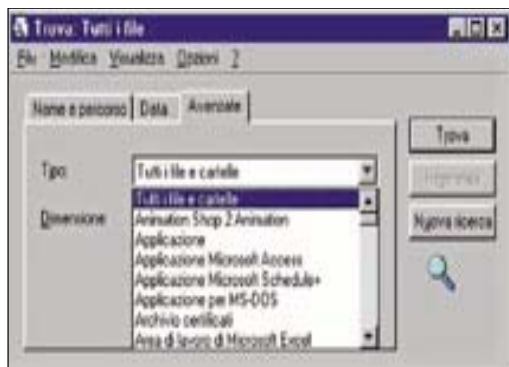 Trova: Tutti i file
File Modifica Visualizza Opzioni ?
Nome e percorso Data Avanzate
Trova
Tipo: Tutti i file e cartelle
Tutti i file e cartelle
Dimensione
Animation Shop 2 Animation
Nuova ricerca
Applicazione
Applicazione Microsoft Access
Applicazione Microsoft Schedule+
Applicazione per MS-DOS
Archivio certificati
Area di lavoro di Microsoft Excel